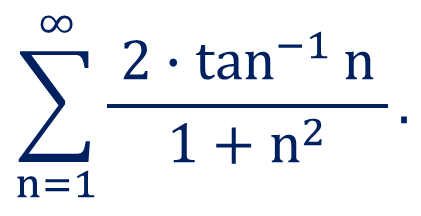 ∞
∑ 2 · tan⁻¹ n / 1 + n² .
n=1